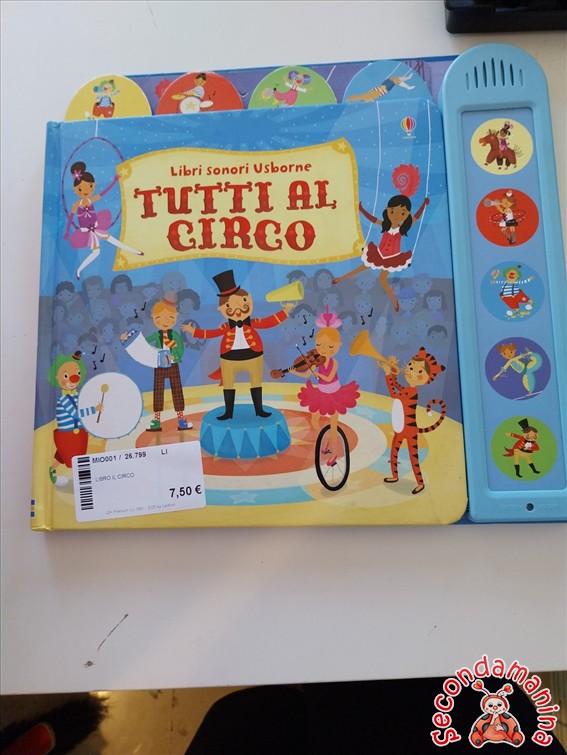 Libri sonori Usborne
TUTTI AL
CIRCO
MIO001 / 26.799 LI
LIBRO IL CIRCO
7,50 €
Secondamanina